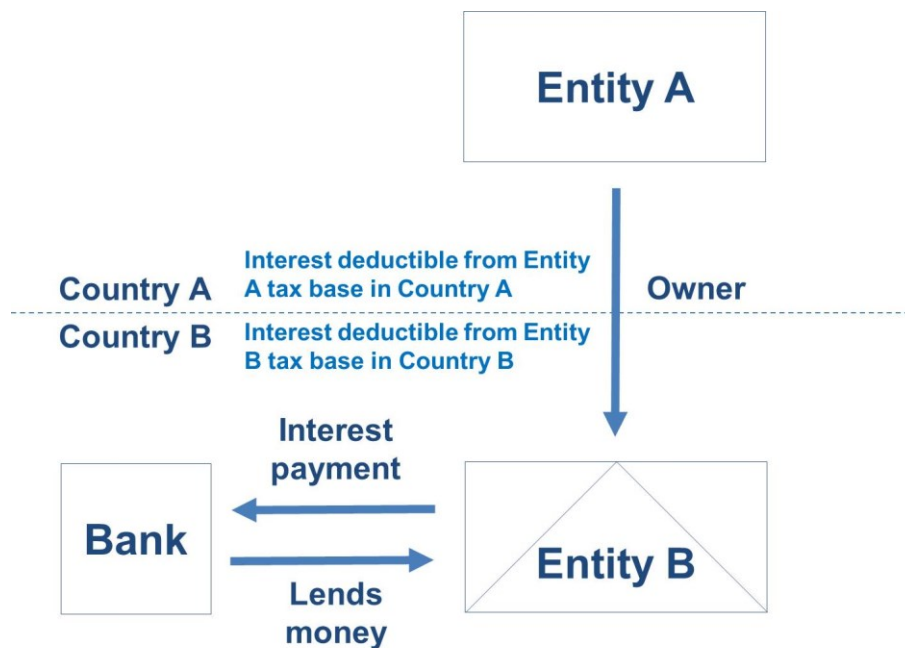 Entity A
Interest deductible from Entity
A tax base in Country A
Country A
Owner
Country B
Interest deductible from Entity
B tax base in Country B
Interest
payment
Bank
Entity B
Lends
money